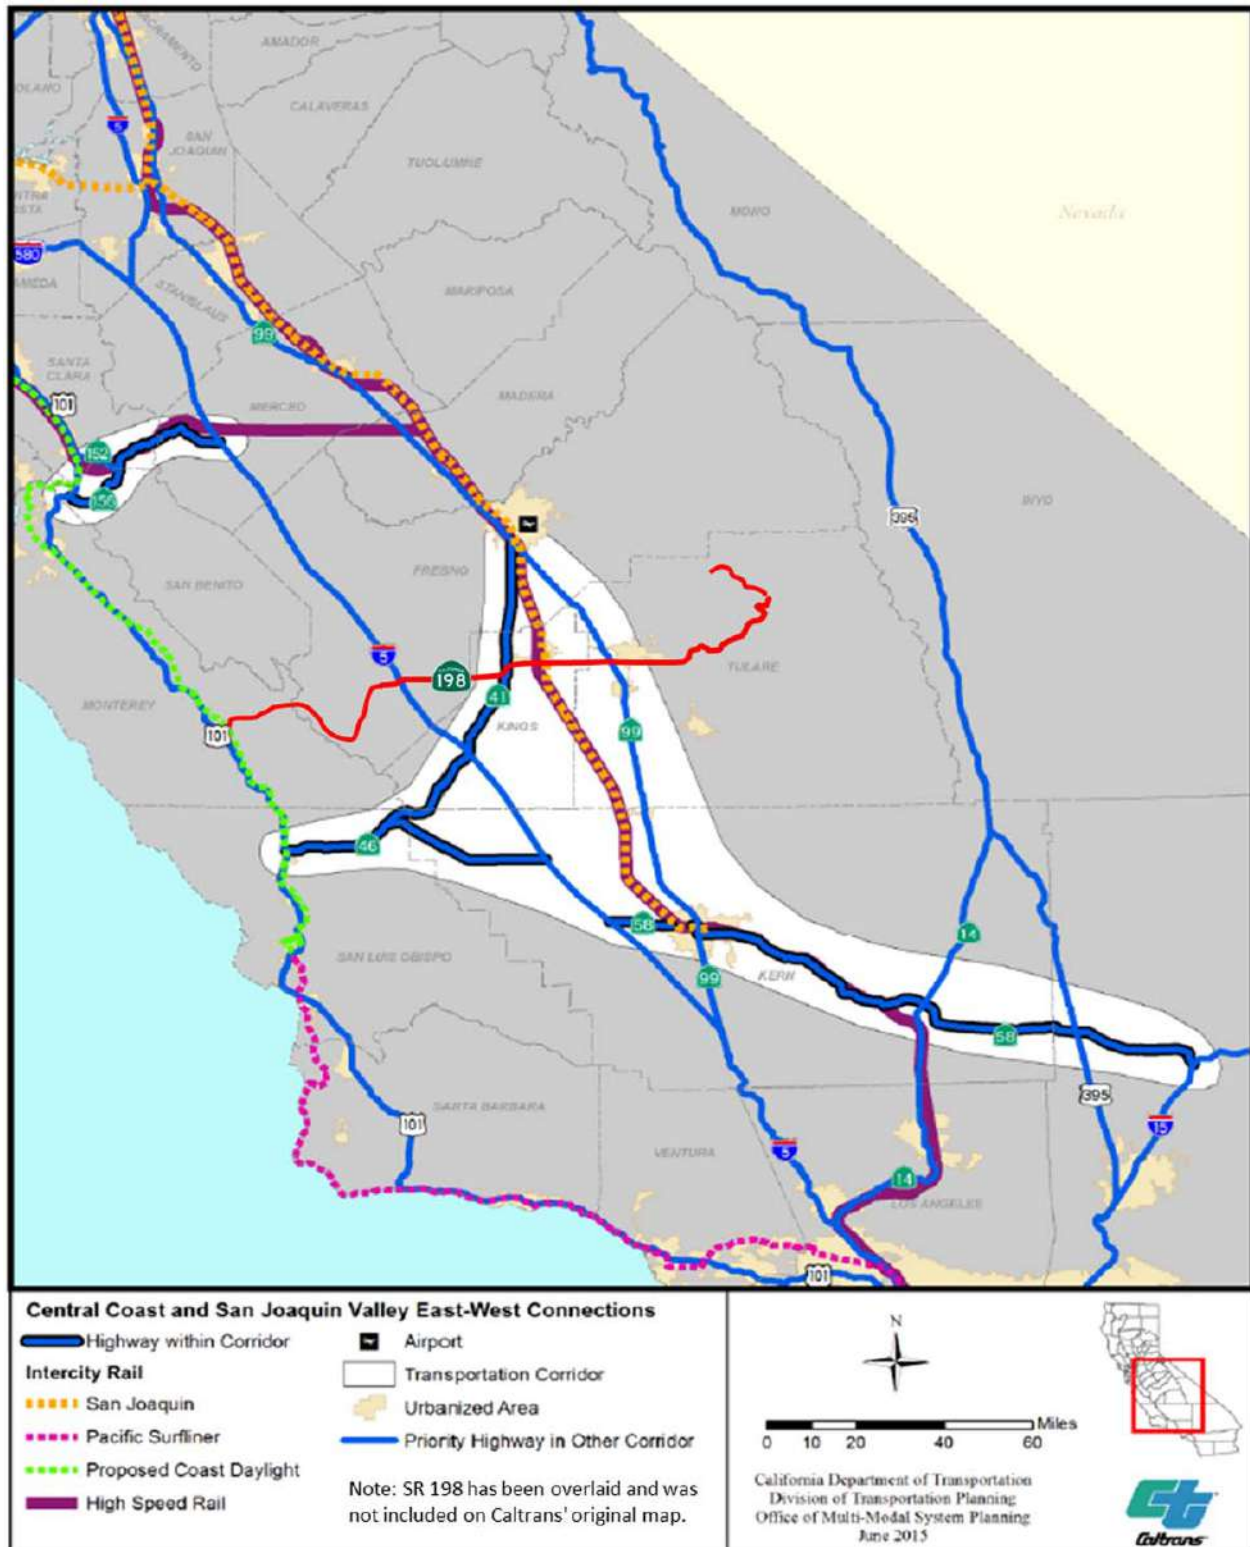 SACRAMENTO
AMADOR
CALAVERAS
5
SAN
JOAQUIN
TUOLUMNE
MONO
Nevada
580
STANISLAUS
MARIPOSA
99
SANTA
CLARA
101
MERCED
MADERA
152
156
395
INYO
FRESNO
SAN BENITO
5
198
TULARE
41
MONTEREY
101
KINGS
99
46
58
14
SAN LUIS OBISPO
KERN
99
58
395
SANTA BARBARA
101
15
VENTURA
5
14
LOS ANGELES
101
Central Coast and San Joaquin Valley East-West Connections
Highway within Corridor
Airport
Intercity Rail
Transportation Corridor
San Joaquin
Urbanized Area
Pacific Surfliner
Priority Highway in Other Corridor
Proposed Coast Daylight
High Speed Rail
Note: SR 198 has been overlaid and was
not included on Caltrans' original map.
N
Miles
0 10 20 40 60
California Department of Transportation
Division of Transportation Planning
Office of Multi-Modal System Planning
June 2015
Caltrans